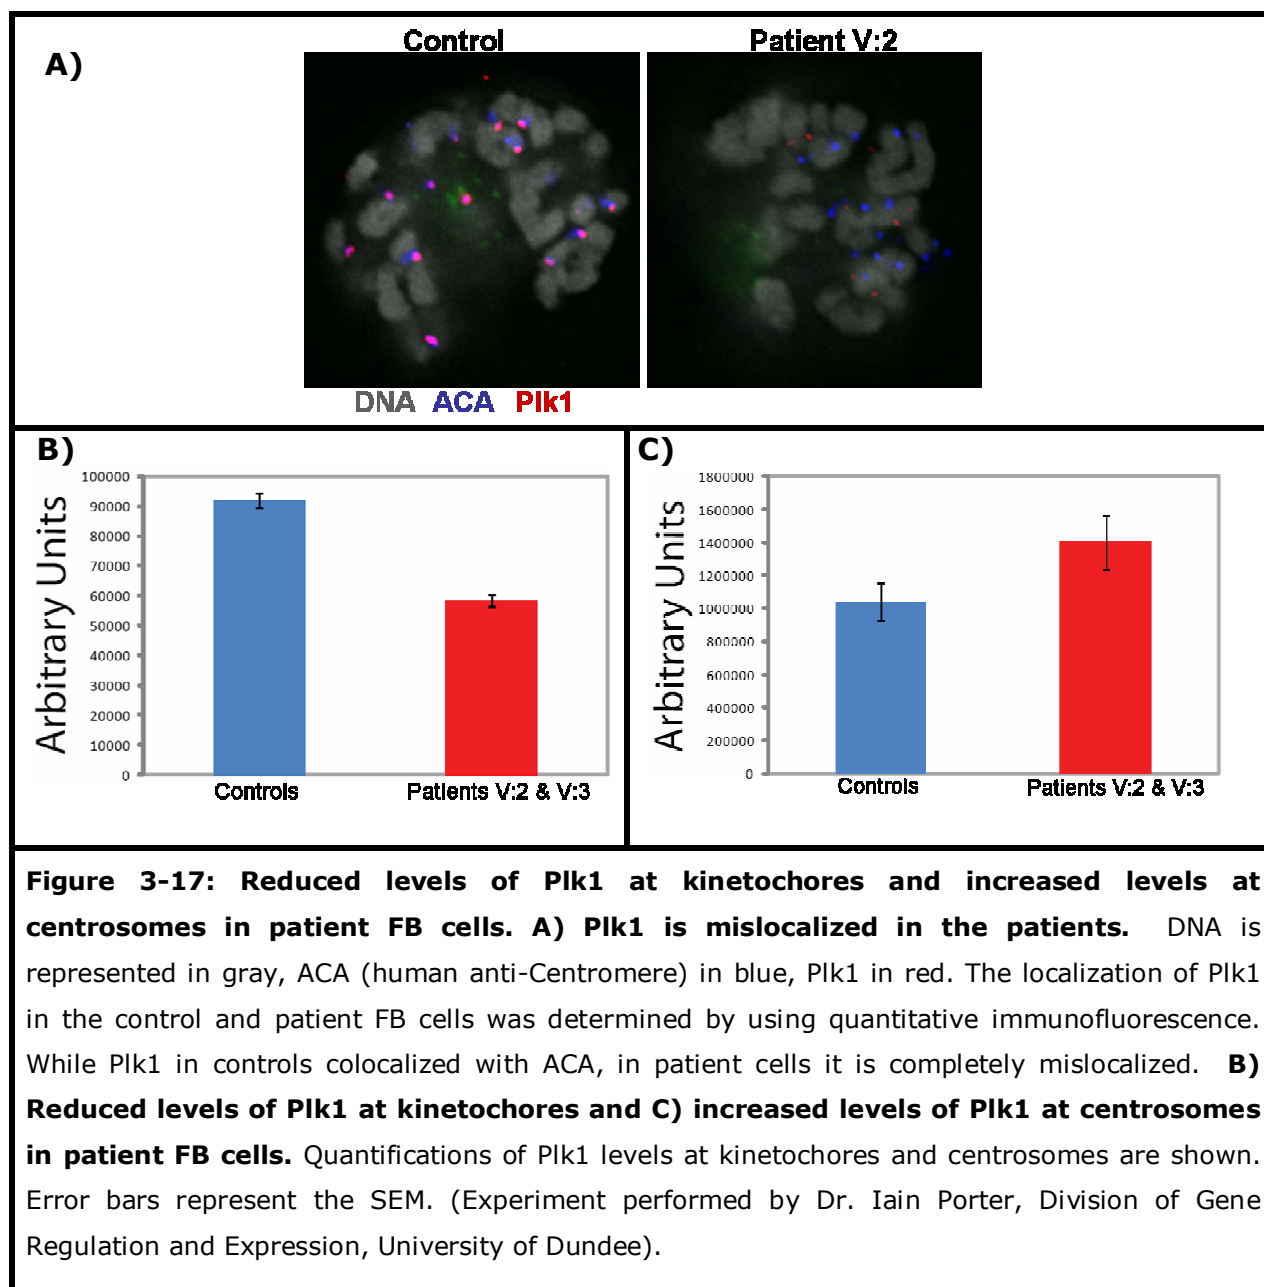 A)
Control
Patient V:2
DNA ACA Plk1
B)
Arbitrary Units
100000
90000
80000
70000
60000
50000
40000
30000
20000
10000
0
Controls
Patients V:2 & V:3
C)
Arbitrary Units
1800000
1600000
1400000
1200000
1000000
800000
600000
400000
200000
0
Controls
Patients V:2 & V:3
Figure 3-17: Reduced levels of Plk1 at kinetochores and increased levels at
centrosomes in patient FB cells. A) Plk1 is mislocalized in the patients. DNA is
represented in gray, ACA (human anti-Centromere) in blue, Plk1 in red. The localization of Plk1
in the control and patient FB cells was determined by using quantitative immunofluorescence.
While Plk1 in controls colocalized with ACA, in patient cells it is completely mislocalized. B)
Reduced levels of Plk1 at kinetochores and C) increased levels of Plk1 at centrosomes
in patient FB cells. Quantifications of Plk1 levels at kinetochores and centrosomes are shown.
Error bars represent the SEM. (Experiment performed by Dr. Iain Porter, Division of Gene
Regulation and Expression, University of Dundee).